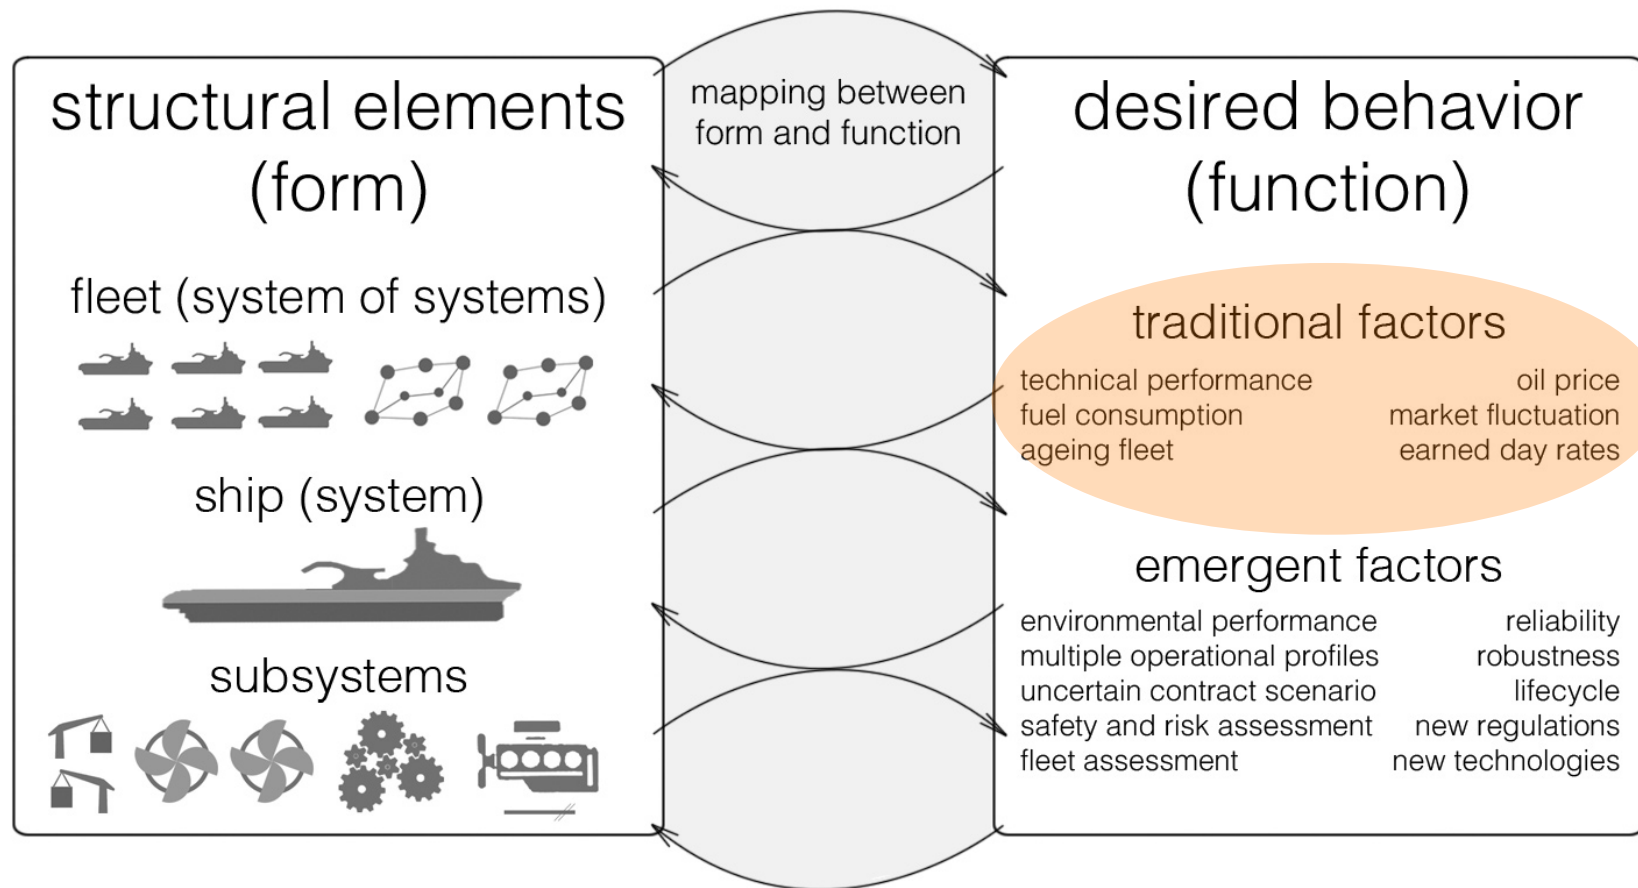 structural elements
(form)
fleet (system of systems)
ship (system)
subsystems
mapping between
form and function
desired behavior
(function)
traditional factors
technical performance
oil price
fuel consumption
market fluctuation
ageing fleet
earned day rates
emergent factors
environmental performance
reliability
multiple operational profiles
robustness
uncertain contract scenario
lifecycle
safety and risk assessment
new regulations
fleet assessment
new technologies